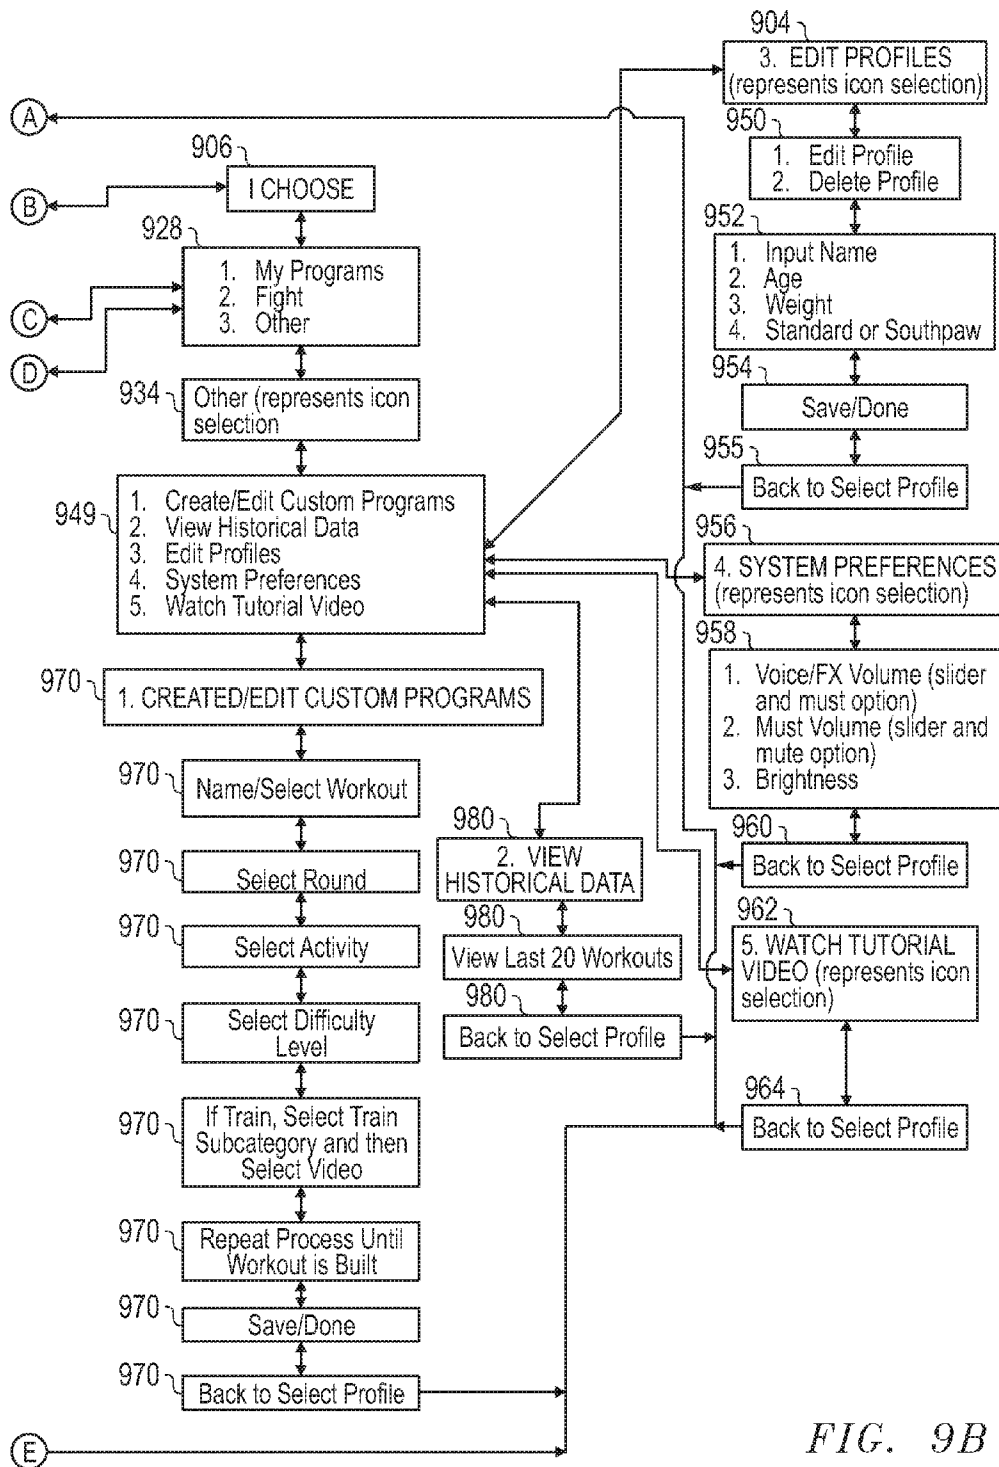 904
3. EDIT PROFILES
(represents icon selection)
A
950
1. Edit Profile
2. Delete Profile
906
I CHOOSE
B
952
1. Input Name
2. Age
3. Weight
4. Standard or Southpaw
928
1. My Programs
2. Fight
3. Other
C
D
954
Save/Done
934
Other (represents icon
selection
955
Back to Select Profile
949
1. Create/Edit Custom Programs
2. View Historical Data
3. Edit Profiles
4. System Preferences
5. Watch Tutorial Video
956
4. SYSTEM PREFERENCES
(represents icon selection)
958
1. Voice/FX Volume (slider
and must option)
2. Must Volume (slider and
mute option)
3. Brightness
970
1. CREATED/EDIT CUSTOM PROGRAMS
970
Name/Select Workout
980
2. VIEW
HISTORICAL DATA
960
Back to Select Profile
970
Select Round
970
Select Activity
980
View Last 20 Workouts
962
5. WATCH TUTORIAL
VIDEO (represents icon
selection)
970
Select Difficulty
Level
980
Back to Select Profile
970
If Train, Select Train
Subcategory and then
Select Video
964
Back to Select Profile
970
Repeat Process Until
Workout is Built
970
Save/Done
970
Back to Select Profile
E
FIG. 9B